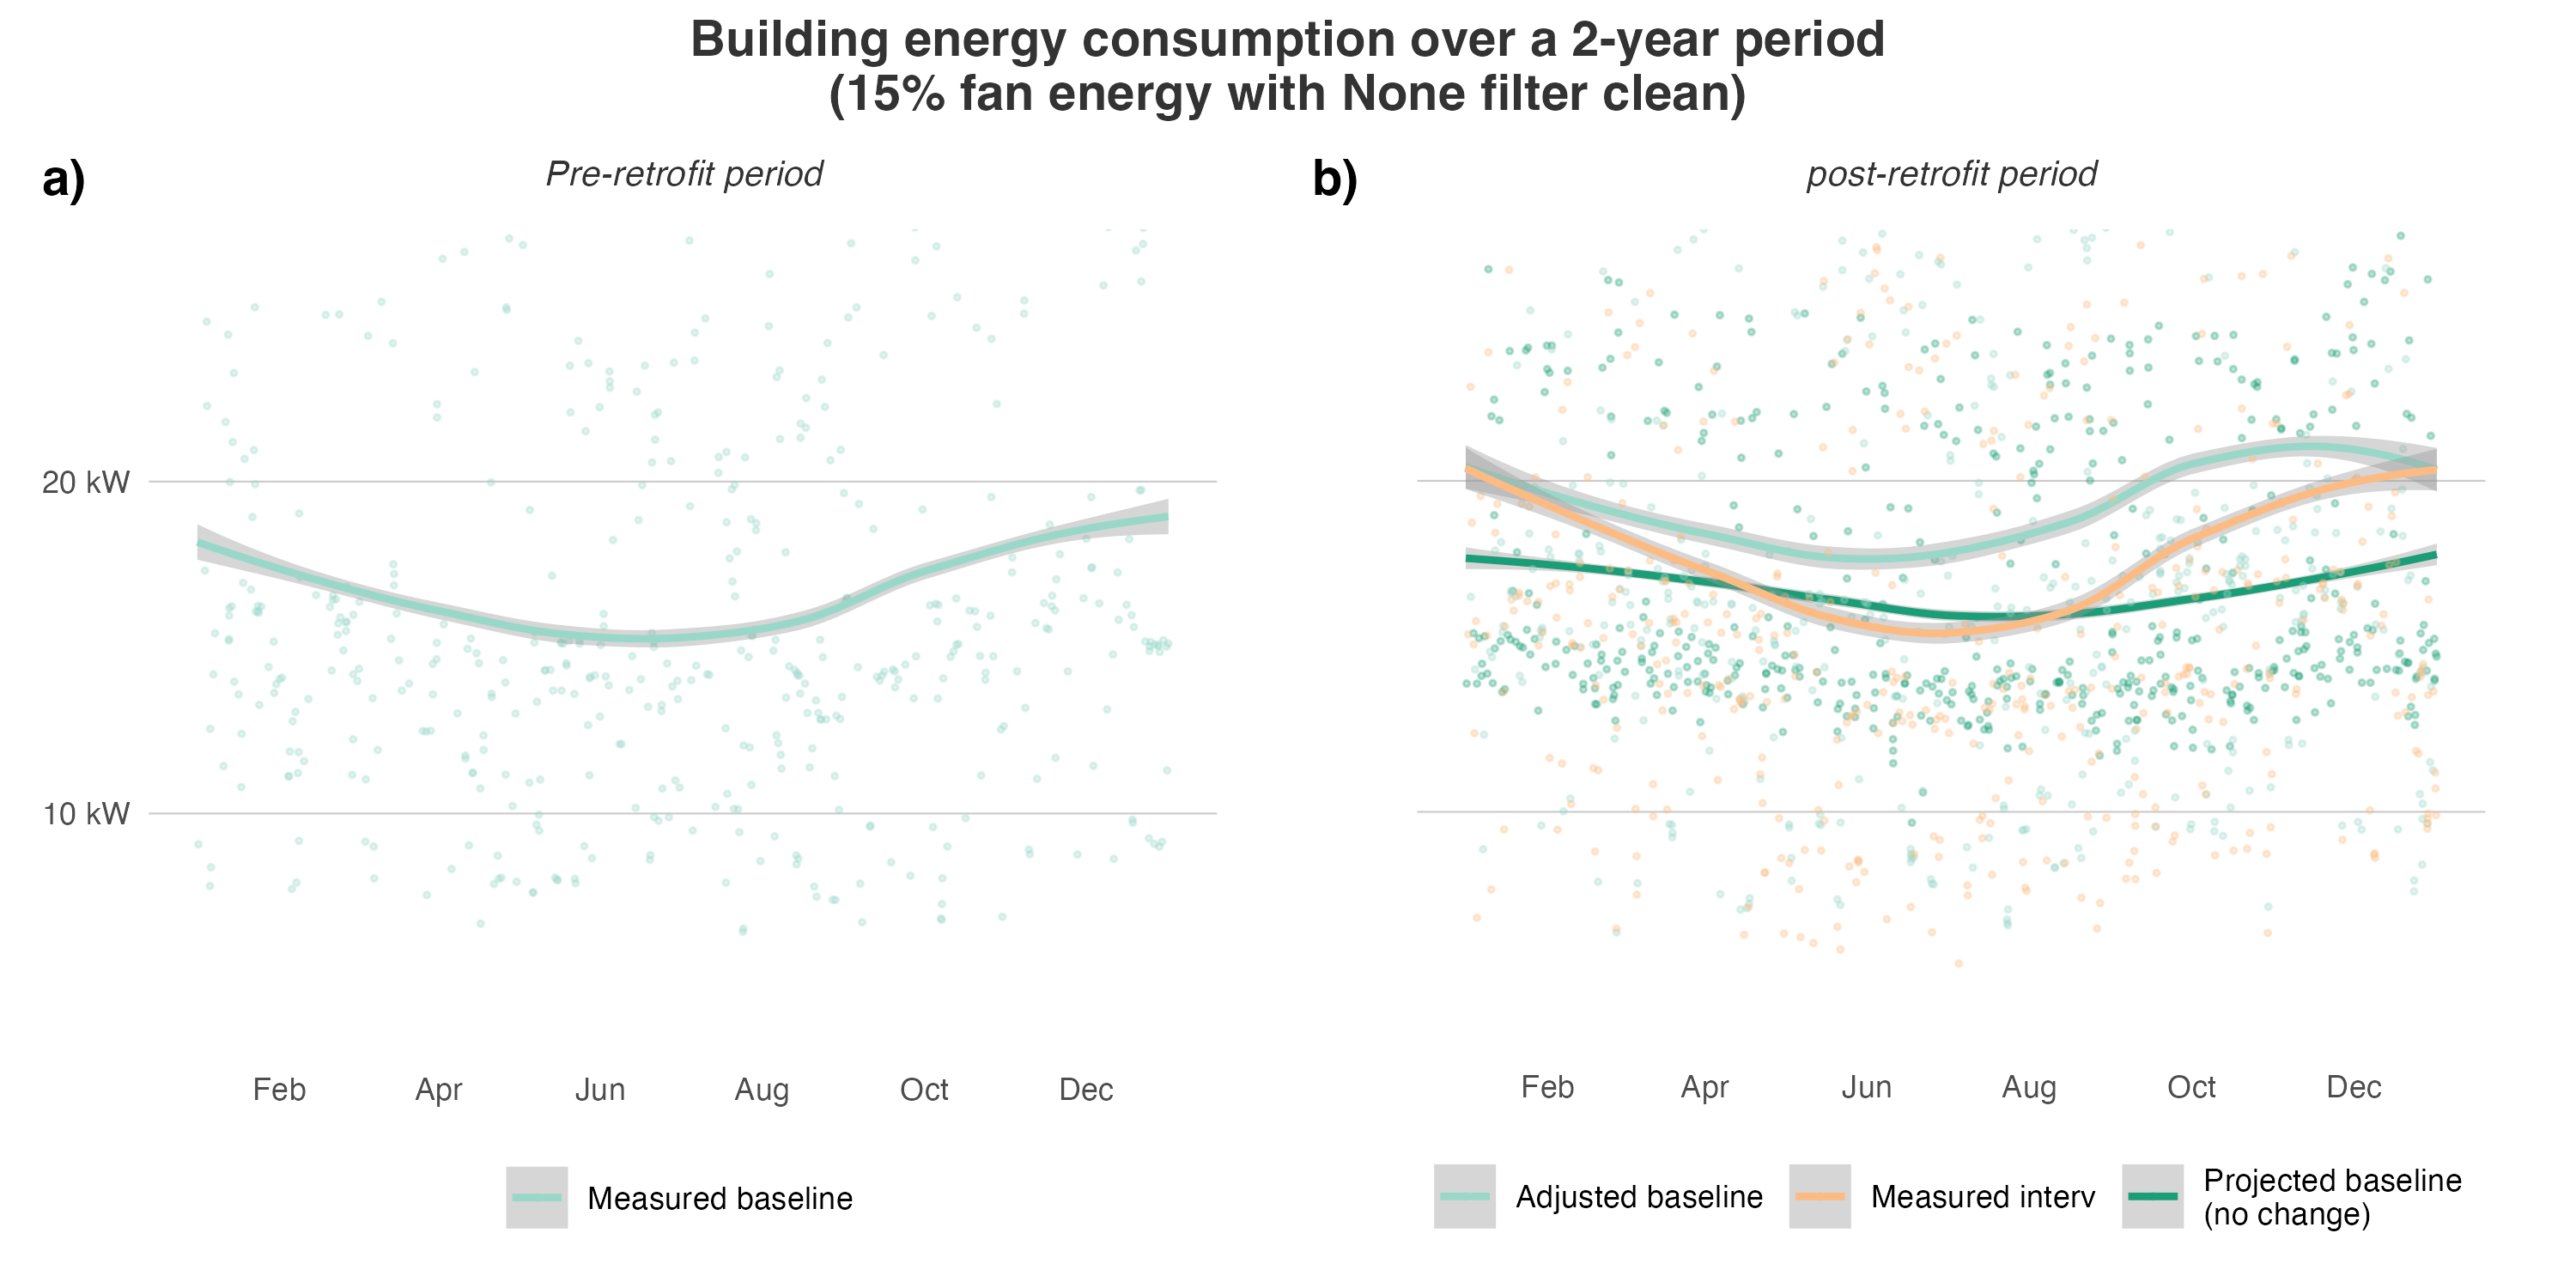 Building energy consumption over a 2-year period
(15% fan energy with None filter clean)
a)
Pre-retrofit period
20 kW
10 kW
Feb Apr Jun Aug Oct Dec
Measured baseline
b)
post-retrofit period
Feb Apr Jun Aug Oct Dec
Adjusted baseline
Measured interv
Projected baseline
(no change)